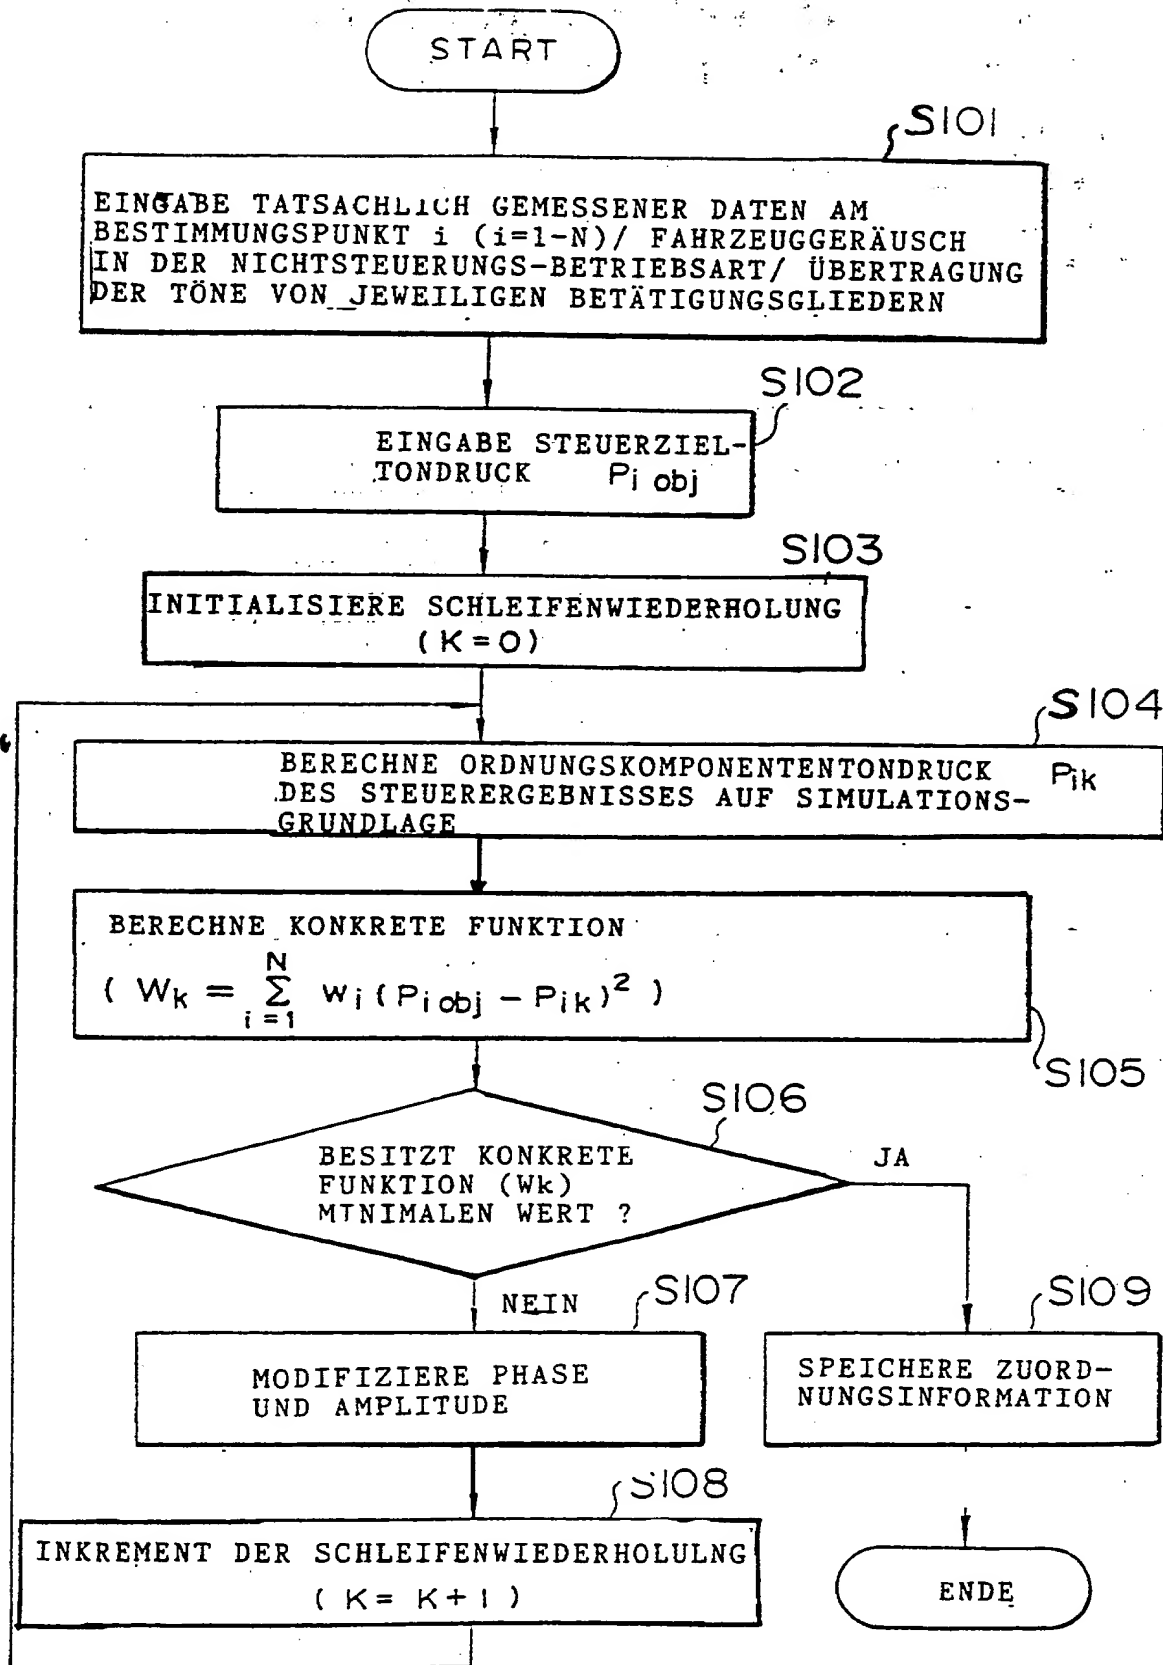 START
S101
EINGABE TATSACHLICH GEMESSENER DATEN AM
BESTIMMUNGSPUNKT i (i=1-N)/ FAHRZEUGGERÄUSCH
IN DER NICHTSTEUERUNGS-BETRIEBSART/ ÜBERTRAGUNG
DER TÖNE VON JEWEILIGEN BETÄTIGUNGSGLIEDERN
S102
EINGABE STEUERZIEL-
TONDRUCK Pi obj
S103
INITIALISIERE SCHLEIFENWIEDERHOLUNG
(K=0)
S104
BERECHNE ORDNUNGSKOMPONENTENTONDRUCK Pik
DES STEUERERGEBNISSES AUF SIMULATIONS-
GRUNDLAGE
BERECHNE KONKRETE FUNKTION
( Wk = N∑i=1 wi (Pi obj - Pik)² )
S105
S106
BESITZT KONKRETE
FUNKTION (Wk)
MINIMALEN WERT ?
JA
NEIN
S107
MODIFIZIERE PHASE
UND AMPLITUDE
S109
SPEICHERE ZUORD-
NUNGSINFORMATION
S108
INKREMENT DER SCHLEIFENWIEDERHOLULNG
( K = K+1 )
ENDE